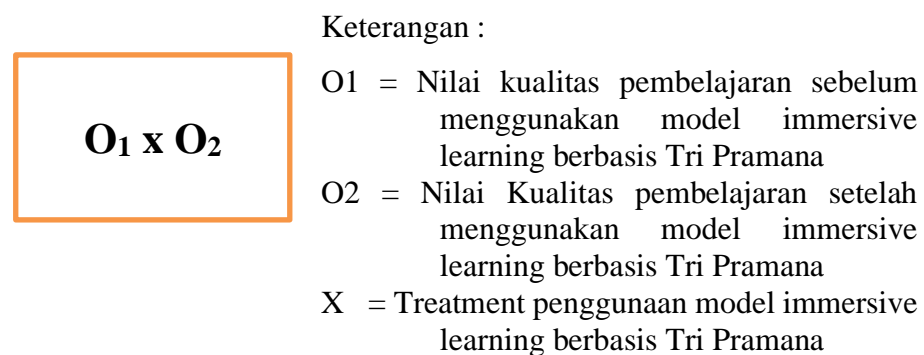 O₁ x O₂
Keterangan :
O1 = Nilai kualitas pembelajaran sebelum
menggunakan model immersive
learning berbasis Tri Pramana
O2 = Nilai Kualitas pembelajaran setelah
menggunakan model immersive
learning berbasis Tri Pramana
X = Treatment penggunaan model immersive
learning berbasis Tri Pramana